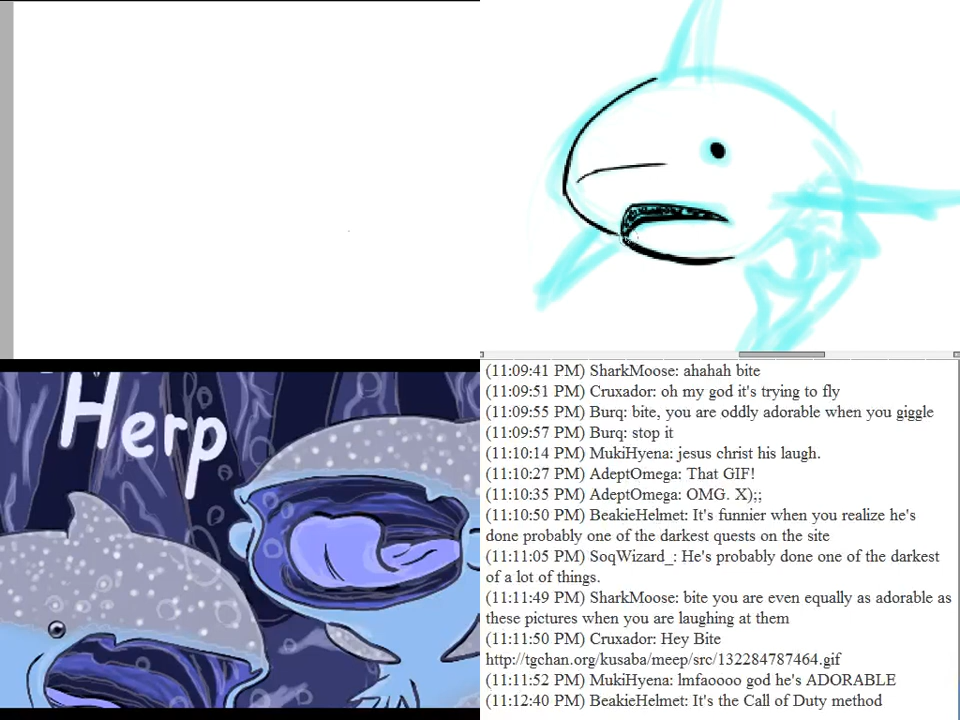 Herp
(11:09:41 PM) SharkMoose: ahahah bite
(11:09:51 PM) Cruxador: oh my god it's trying to fly
(11:09:55 PM) Burq: bite, you are oddly adorable when you giggle
(11:09:57 PM) Burq: stop it
(11:10:14 PM) MukiHyena: jesus christ his laugh.
(11:10:27 PM) AdeptOmega: That GIF!
(11:10:35 PM) AdeptOmega: OMG. X);;
(11:10:50 PM) BeakieHelmet: It's funnier when you realize he's
done probably one of the darkest quests on the site
(11:11:05 PM) SoqWizard_: He's probably done one of the darkest
of a lot of things.
(11:11:49 PM) SharkMoose: bite you are even equally as adorable as
these pictures when you are laughing at them
(11:11:50 PM) Cruxador: Hey Bite
http://tgchan.org/kusaba/meep/src/132284787464.gif
(11:11:52 PM) MukiHyena: lmfaoooo god he's ADORABLE
(11:12:40 PM) BeakieHelmet: It's the Call of Duty method